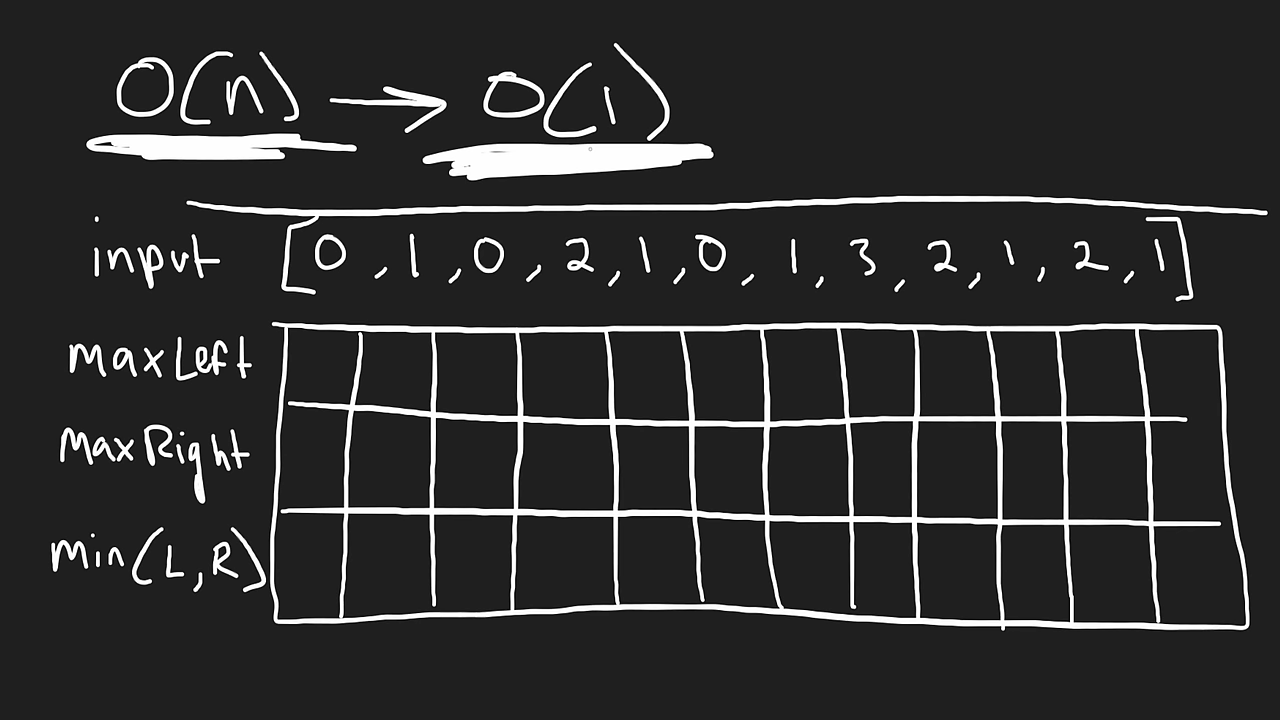 O(n) → O(1)
input [0, 1, 0, 2, 1, 0, 1, 3, 2, 1, 2, 1]
maxLeft
maxRight
min(L,R)